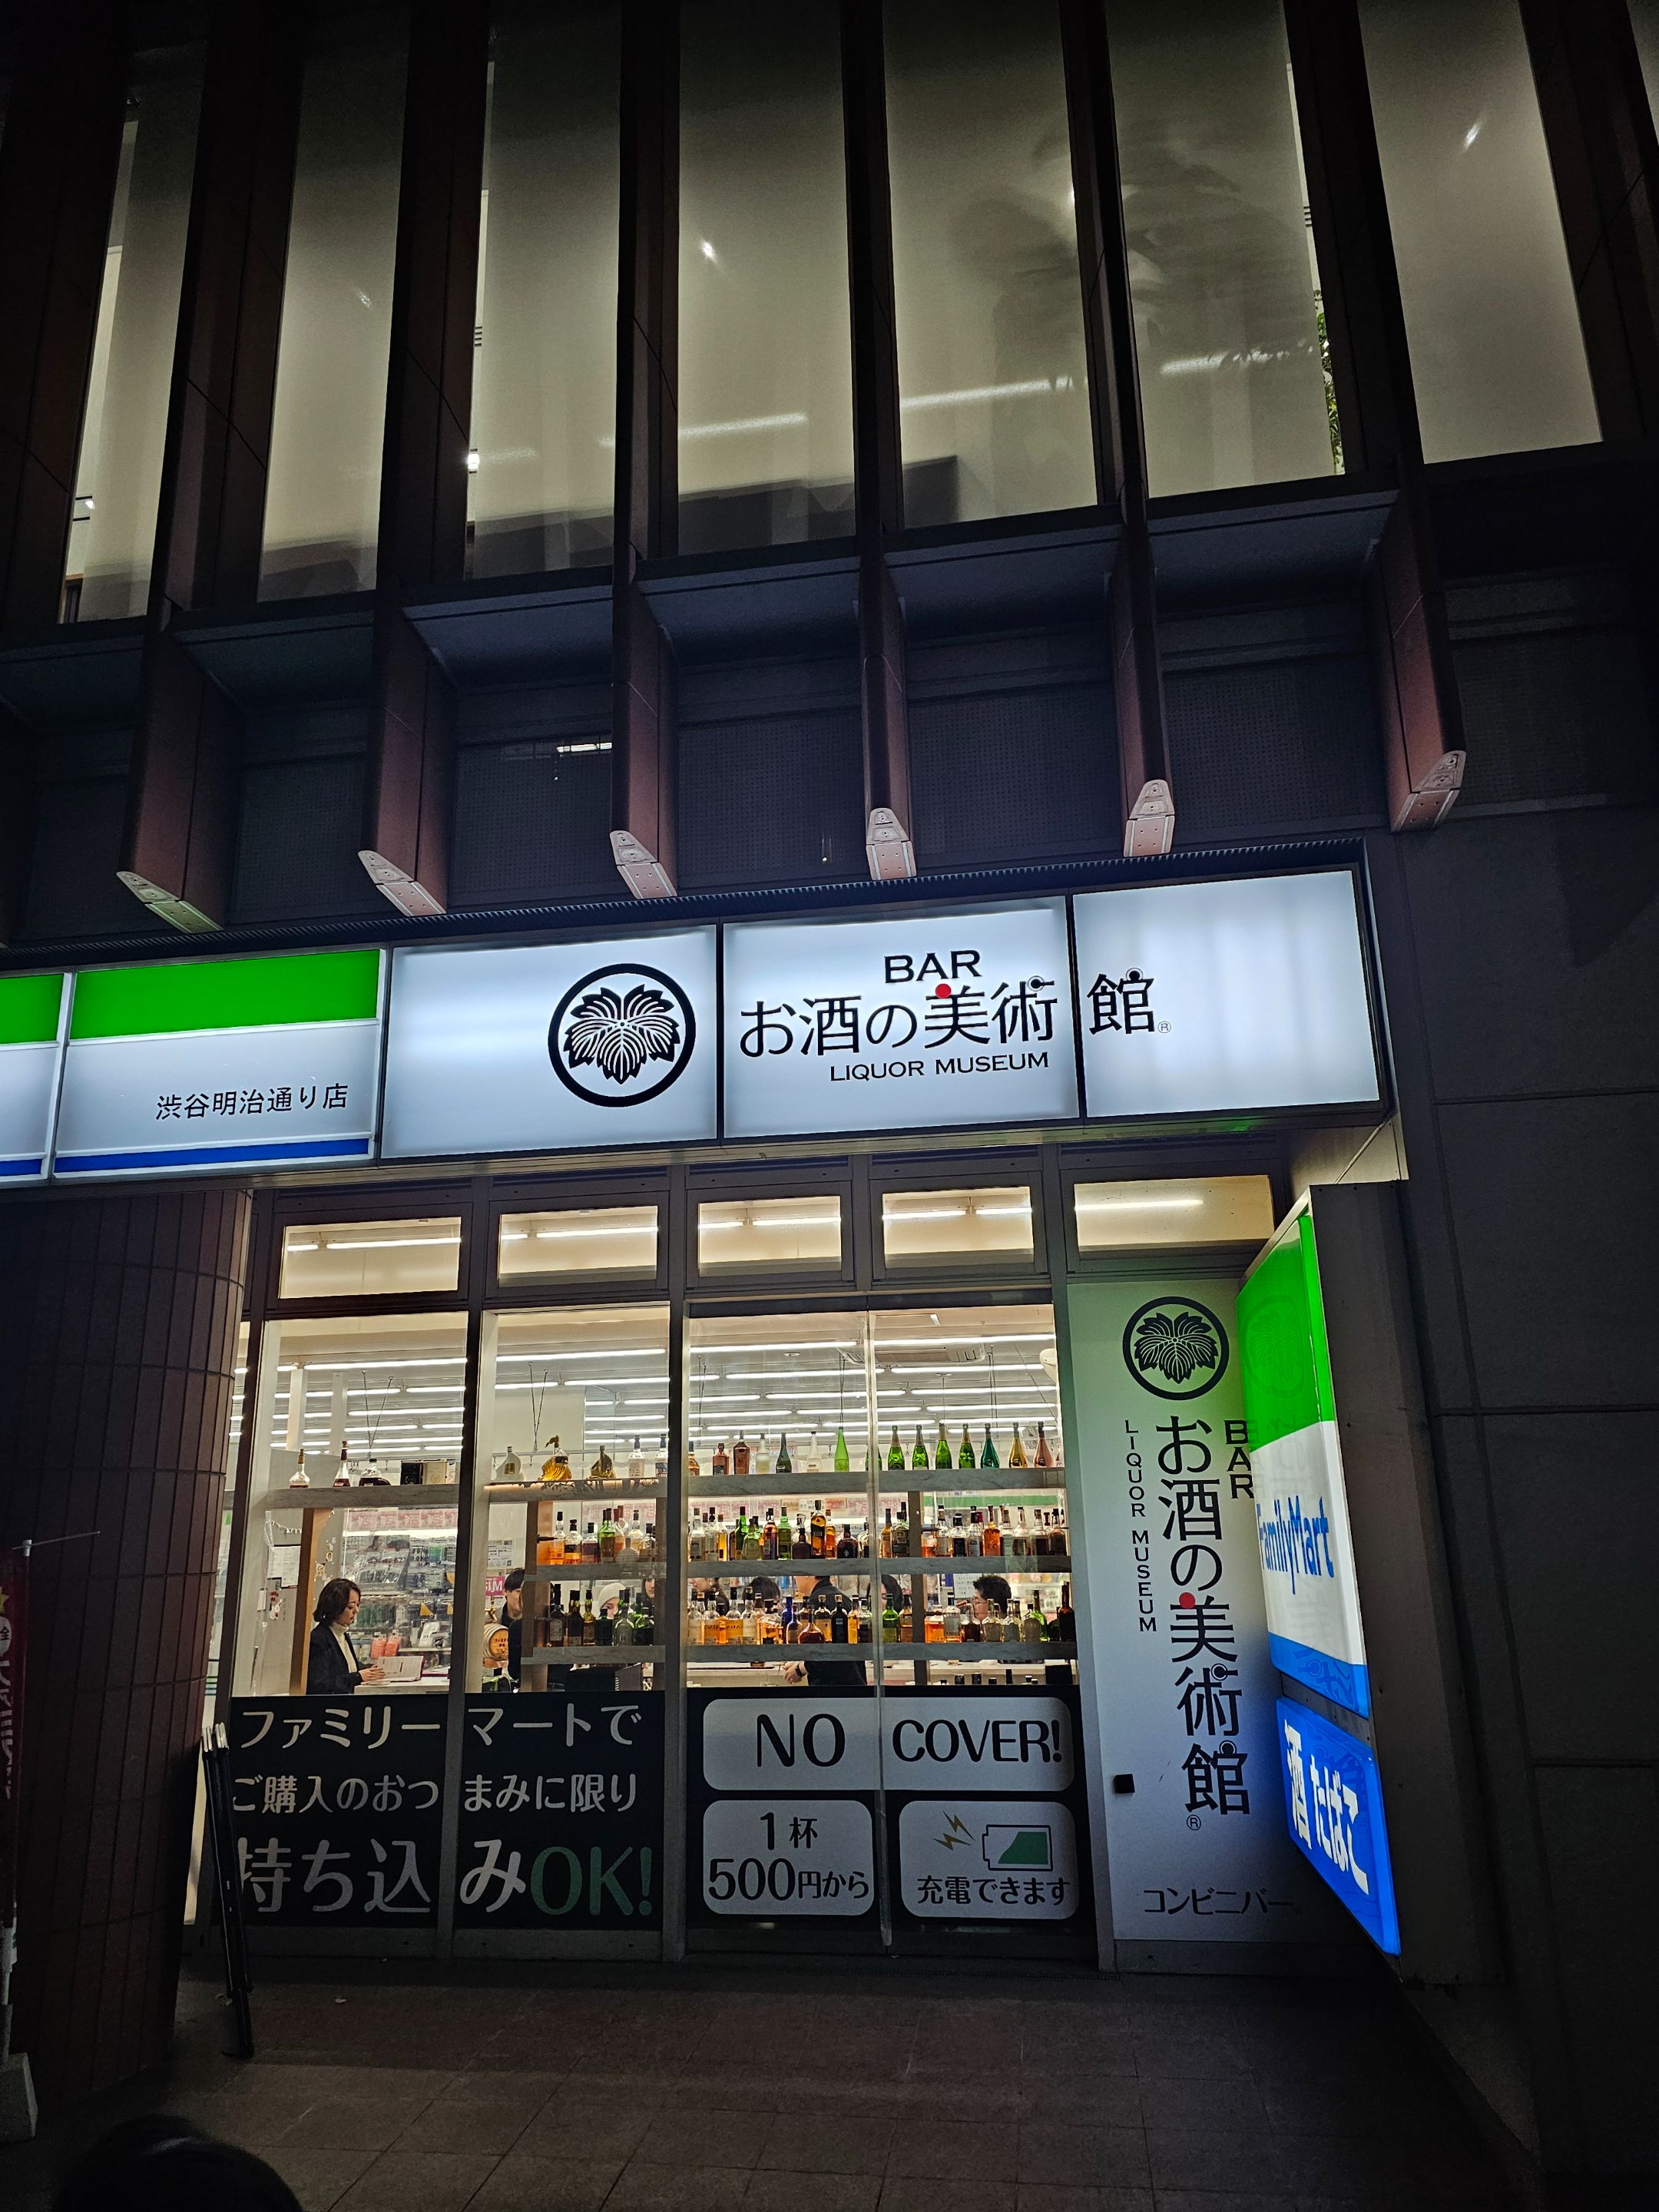 渋谷明治通り店
BAR
お酒の美術館®
LIQUOR MUSEUM
BAR
お酒の美術館®
LIQUOR MUSEUM
コンビニバー
FamilyMart
酒 たばこ
ファミリーマートで
ご購入のおつまみに限り
持ち込みOK!
NO COVER!
1杯
500円から
充電できます